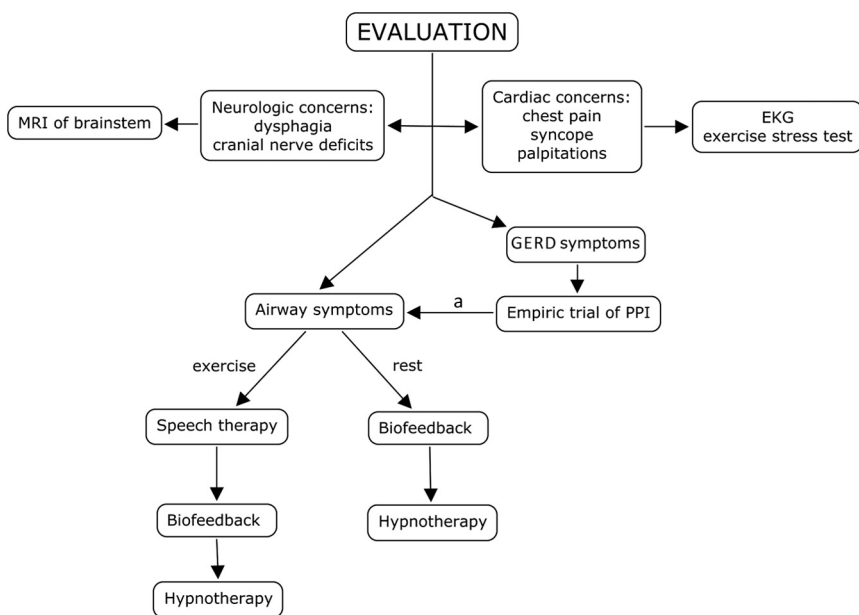 EVALUATION
MRI of brainstem
Neurologic concerns:
dysphagia
cranial nerve deficits
Cardiac concerns:
chest pain
syncope
palpitations
EKG
exercise stress test
GERD symptoms
Airway symptoms
a
Empiric trial of PPI
exercise
rest
Speech therapy
Biofeedback
Biofeedback
Hypnotherapy
Hypnotherapy